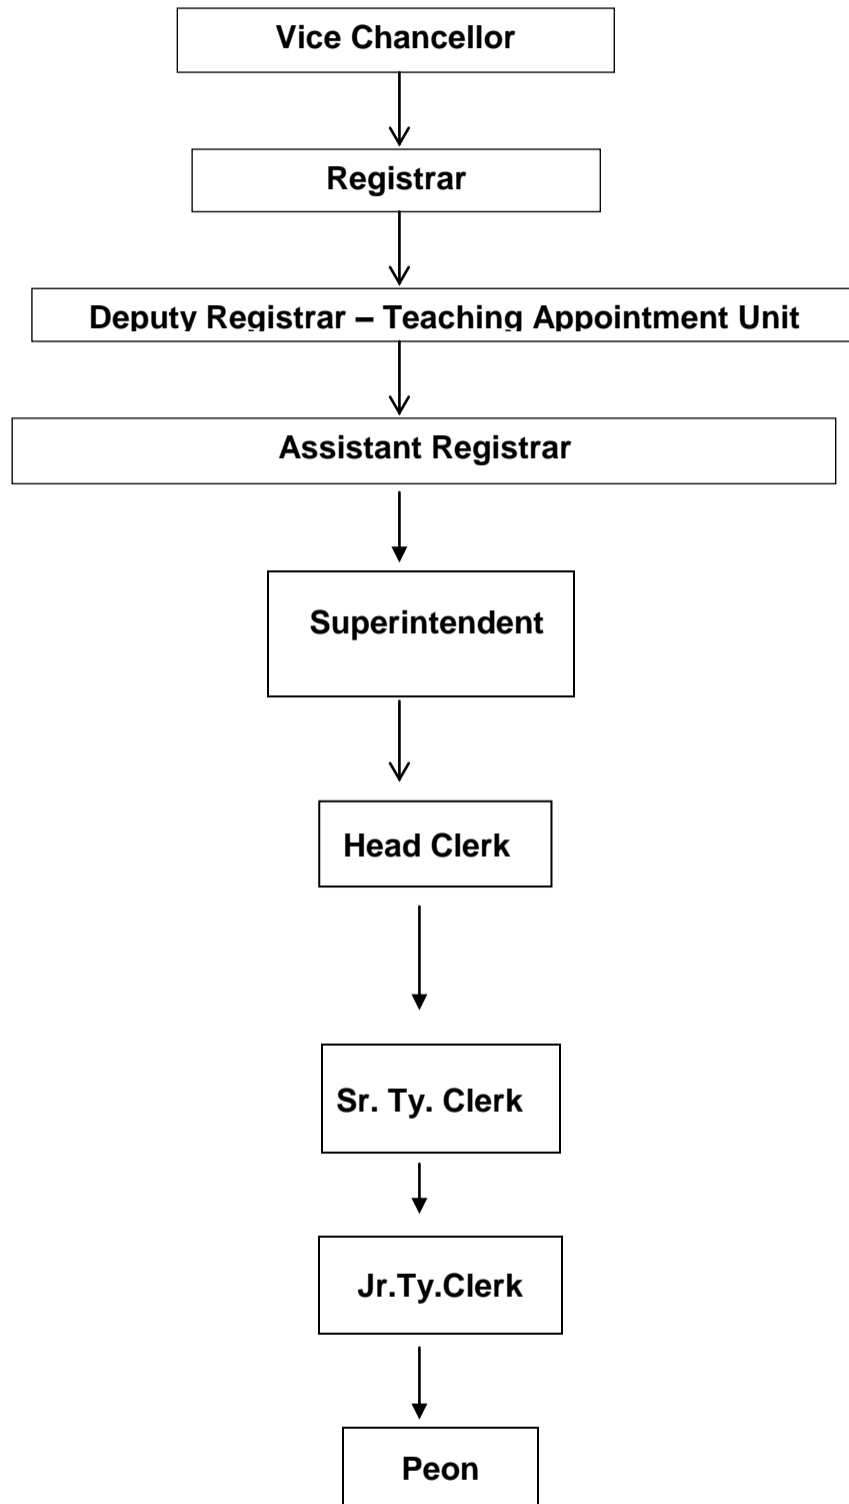 Vice Chancellor
Registrar
Deputy Registrar – Teaching Appointment Unit
Assistant Registrar
Superintendent
Head Clerk
Sr. Ty. Clerk
Jr.Ty.Clerk
Peon